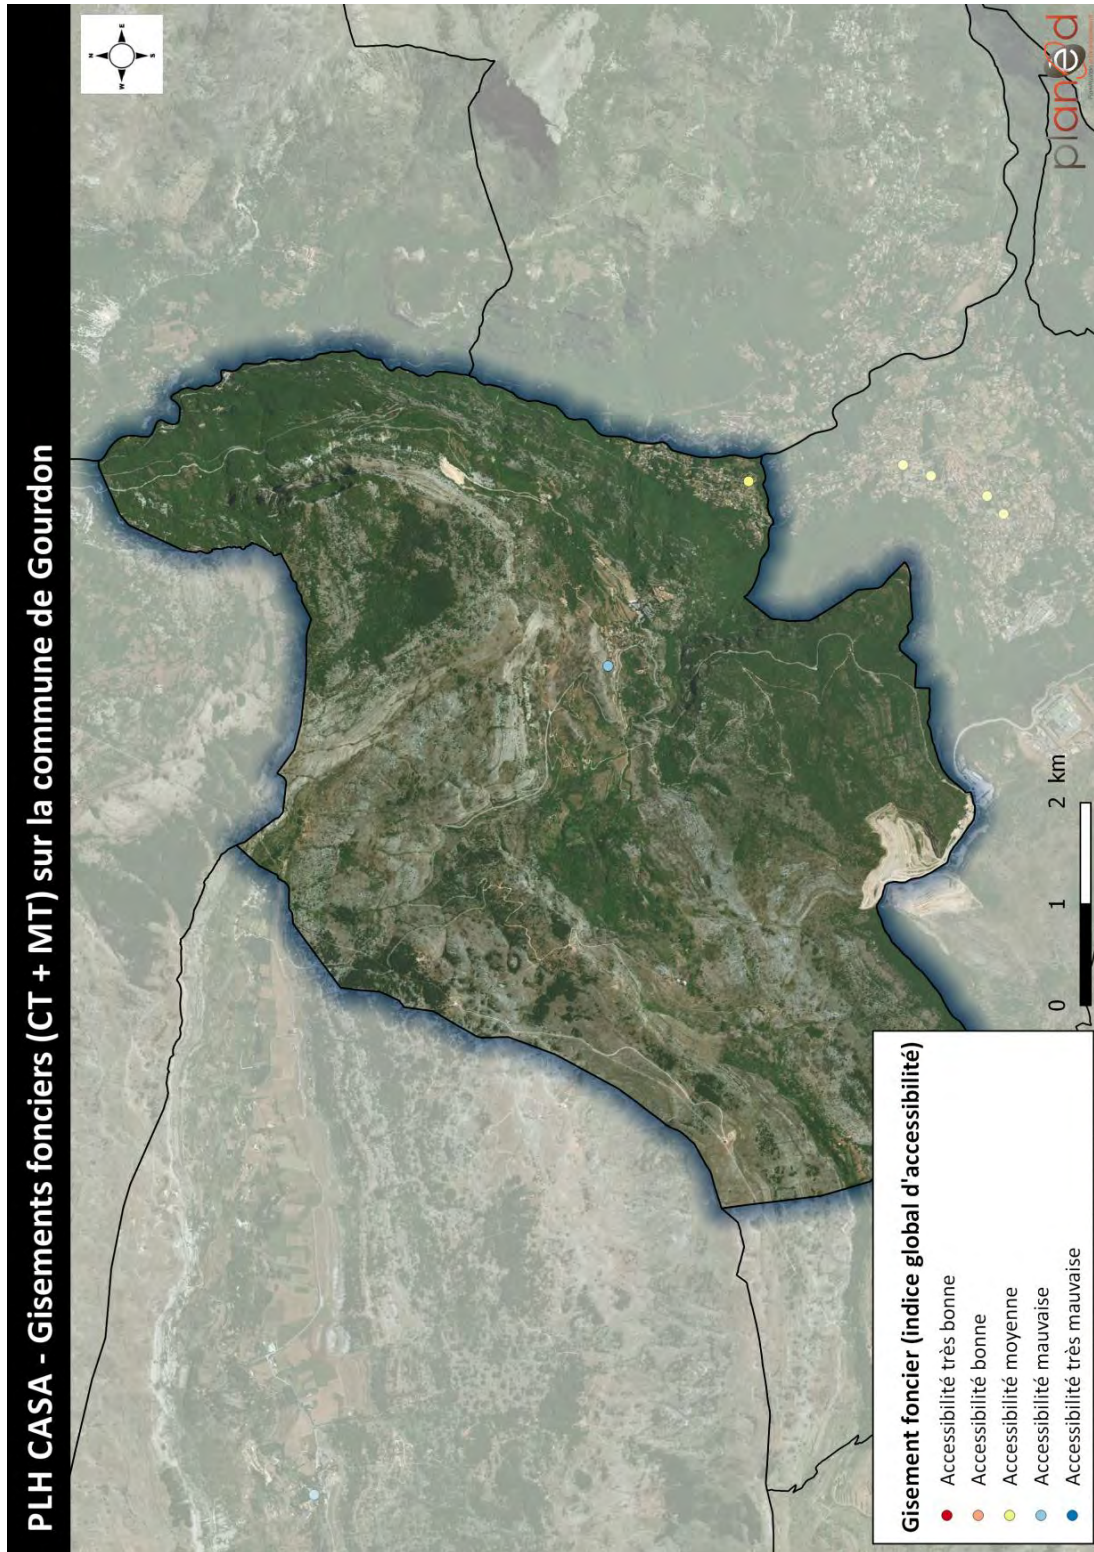 PLH CASA - Gisements fonciers (CT + MT) sur la commune de Gourdon
N
W
E
S
Gisement foncier (indice global d'accessibilité)
Accessibilité très bonne
Accessibilité bonne
Accessibilité moyenne
Accessibilité mauvaise
Accessibilité très mauvaise
0 1 2 km
planed